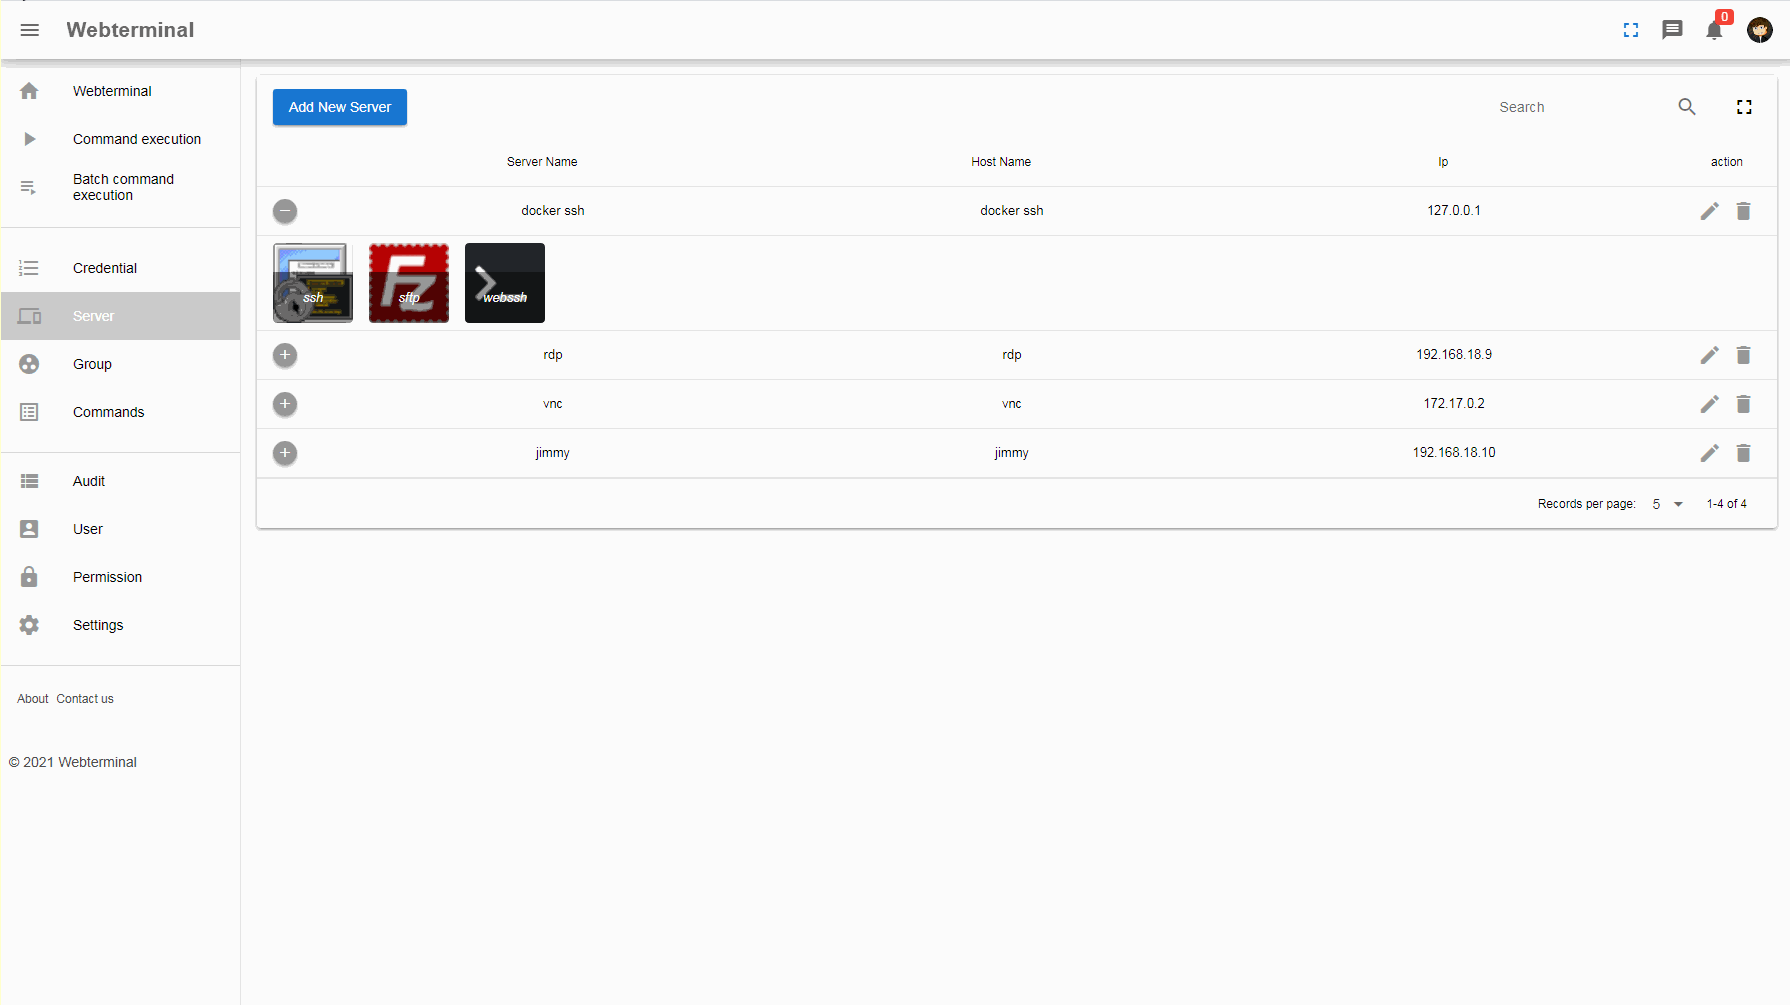 Webterminal
0
Webterminal
Command execution
Batch command
execution
Credential
Server
Group
Commands
Audit
User
Permission
Settings
About Contact us
© 2021 Webterminal
Add New Server
Search
Server Name Host Name Ip action
docker ssh docker ssh 127.0.0.1
ssh sftp webssh
rdp rdp 192.168.18.9
vnc vnc 172.17.0.2
jimmy jimmy 192.168.18.10
Records per page: 5 1-4 of 4